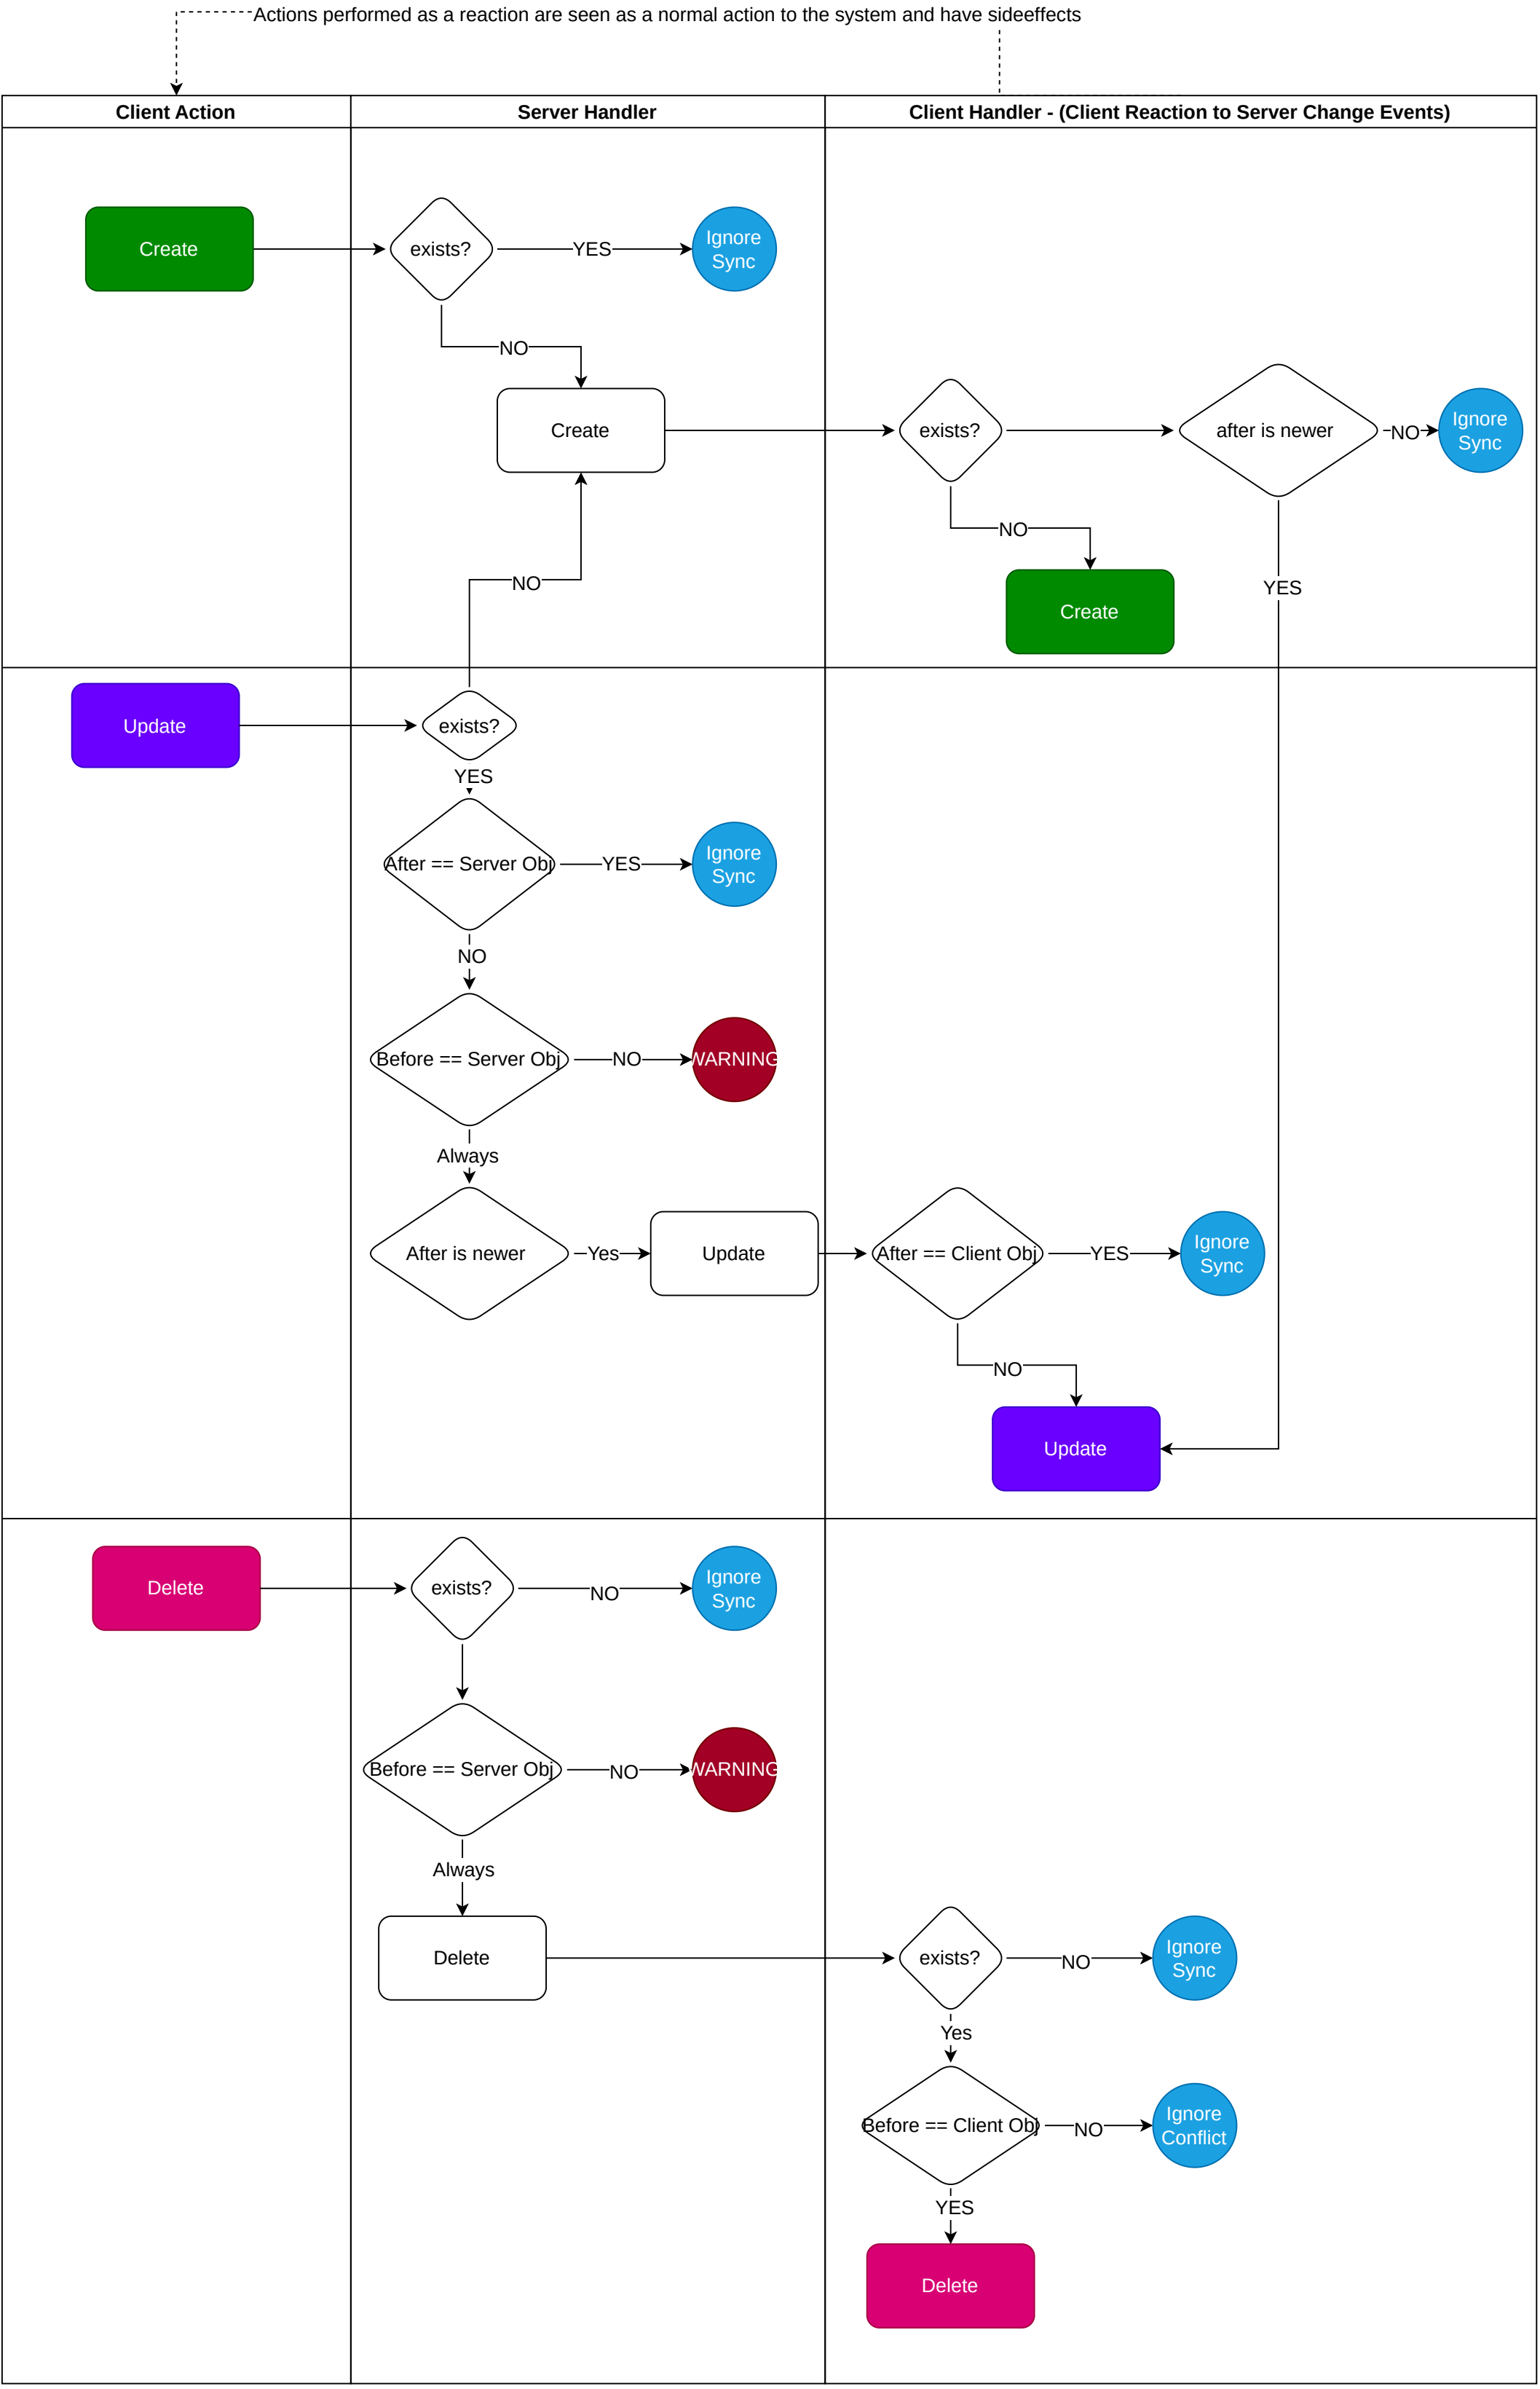 Actions performed as a reaction are seen as a normal action to the system and have sideeffects
Client Action
Server Handler
Client Handler - (Client Reaction to Server Change Events)
Create
exists?
YES
Ignore
Sync
NO
Create
exists?
after is newer
NO
Ignore
Sync
NO
Create
YES
NO
Update
exists?
YES
After == Server Obj
YES
Ignore
Sync
NO
Before == Server Obj
NO
WARNING
Always
After is newer
Yes
Update
After == Client Obj
YES
Ignore
Sync
NO
Update
Delete
exists?
NO
Ignore
Sync
Before == Server Obj
NO
WARNING
Always
Delete
exists?
NO
Ignore
Sync
Yes
Before == Client Obj
NO
Ignore
Conflict
YES
Delete